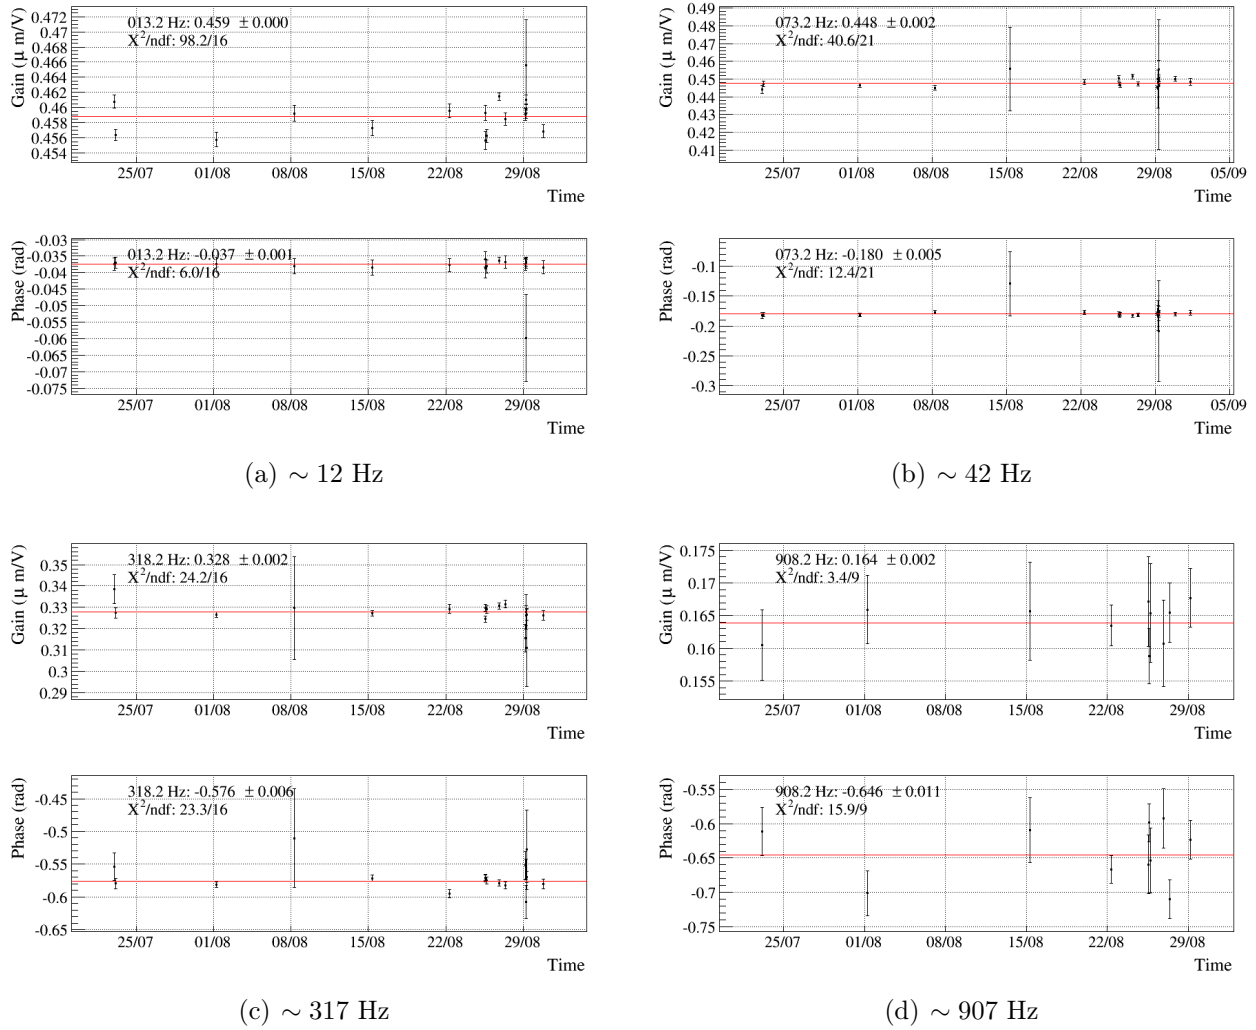 013.2 Hz: 0.459 ± 0.000
X²/ndf: 98.2/16
Gain (μ m/V)
0.472
0.47
0.468
0.466
0.464
0.462
0.46
0.458
0.456
0.454
25/07 01/08 08/08 15/08 22/08 29/08
Time
013.2 Hz: -0.037 ± 0.001
X²/ndf: 6.0/16
Phase (rad)
-0.03
-0.035
-0.04
-0.045
-0.05
-0.055
-0.06
-0.065
-0.07
-0.075
25/07 01/08 08/08 15/08 22/08 29/08
Time
(a) ∼ 12 Hz
073.2 Hz: 0.448 ± 0.002
X²/ndf: 40.6/21
Gain (μ m/V)
0.49
0.48
0.47
0.46
0.45
0.44
0.43
0.42
0.41
25/07 01/08 08/08 15/08 22/08 29/08 05/09
Time
073.2 Hz: -0.180 ± 0.005
X²/ndf: 12.4/21
Phase (rad)
-0.1
-0.15
-0.2
-0.25
-0.3
25/07 01/08 08/08 15/08 22/08 29/08 05/09
Time
(b) ∼ 42 Hz
318.2 Hz: 0.328 ± 0.002
X²/ndf: 24.2/16
Gain (μ m/V)
0.35
0.34
0.33
0.32
0.31
0.3
0.29
25/07 01/08 08/08 15/08 22/08 29/08
Time
318.2 Hz: -0.576 ± 0.006
X²/ndf: 23.3/16
Phase (rad)
-0.45
-0.5
-0.55
-0.6
-0.65
25/07 01/08 08/08 15/08 22/08 29/08
Time
(c) ∼ 317 Hz
908.2 Hz: 0.164 ± 0.002
X²/ndf: 3.4/9
Gain (μ m/V)
0.175
0.17
0.165
0.16
0.155
25/07 01/08 08/08 15/08 22/08 29/08
Time
908.2 Hz: -0.646 ± 0.011
X²/ndf: 15.9/9
Phase (rad)
-0.55
-0.6
-0.65
-0.7
-0.75
25/07 01/08 08/08 15/08 22/08 29/08
Time
(d) ∼ 907 Hz